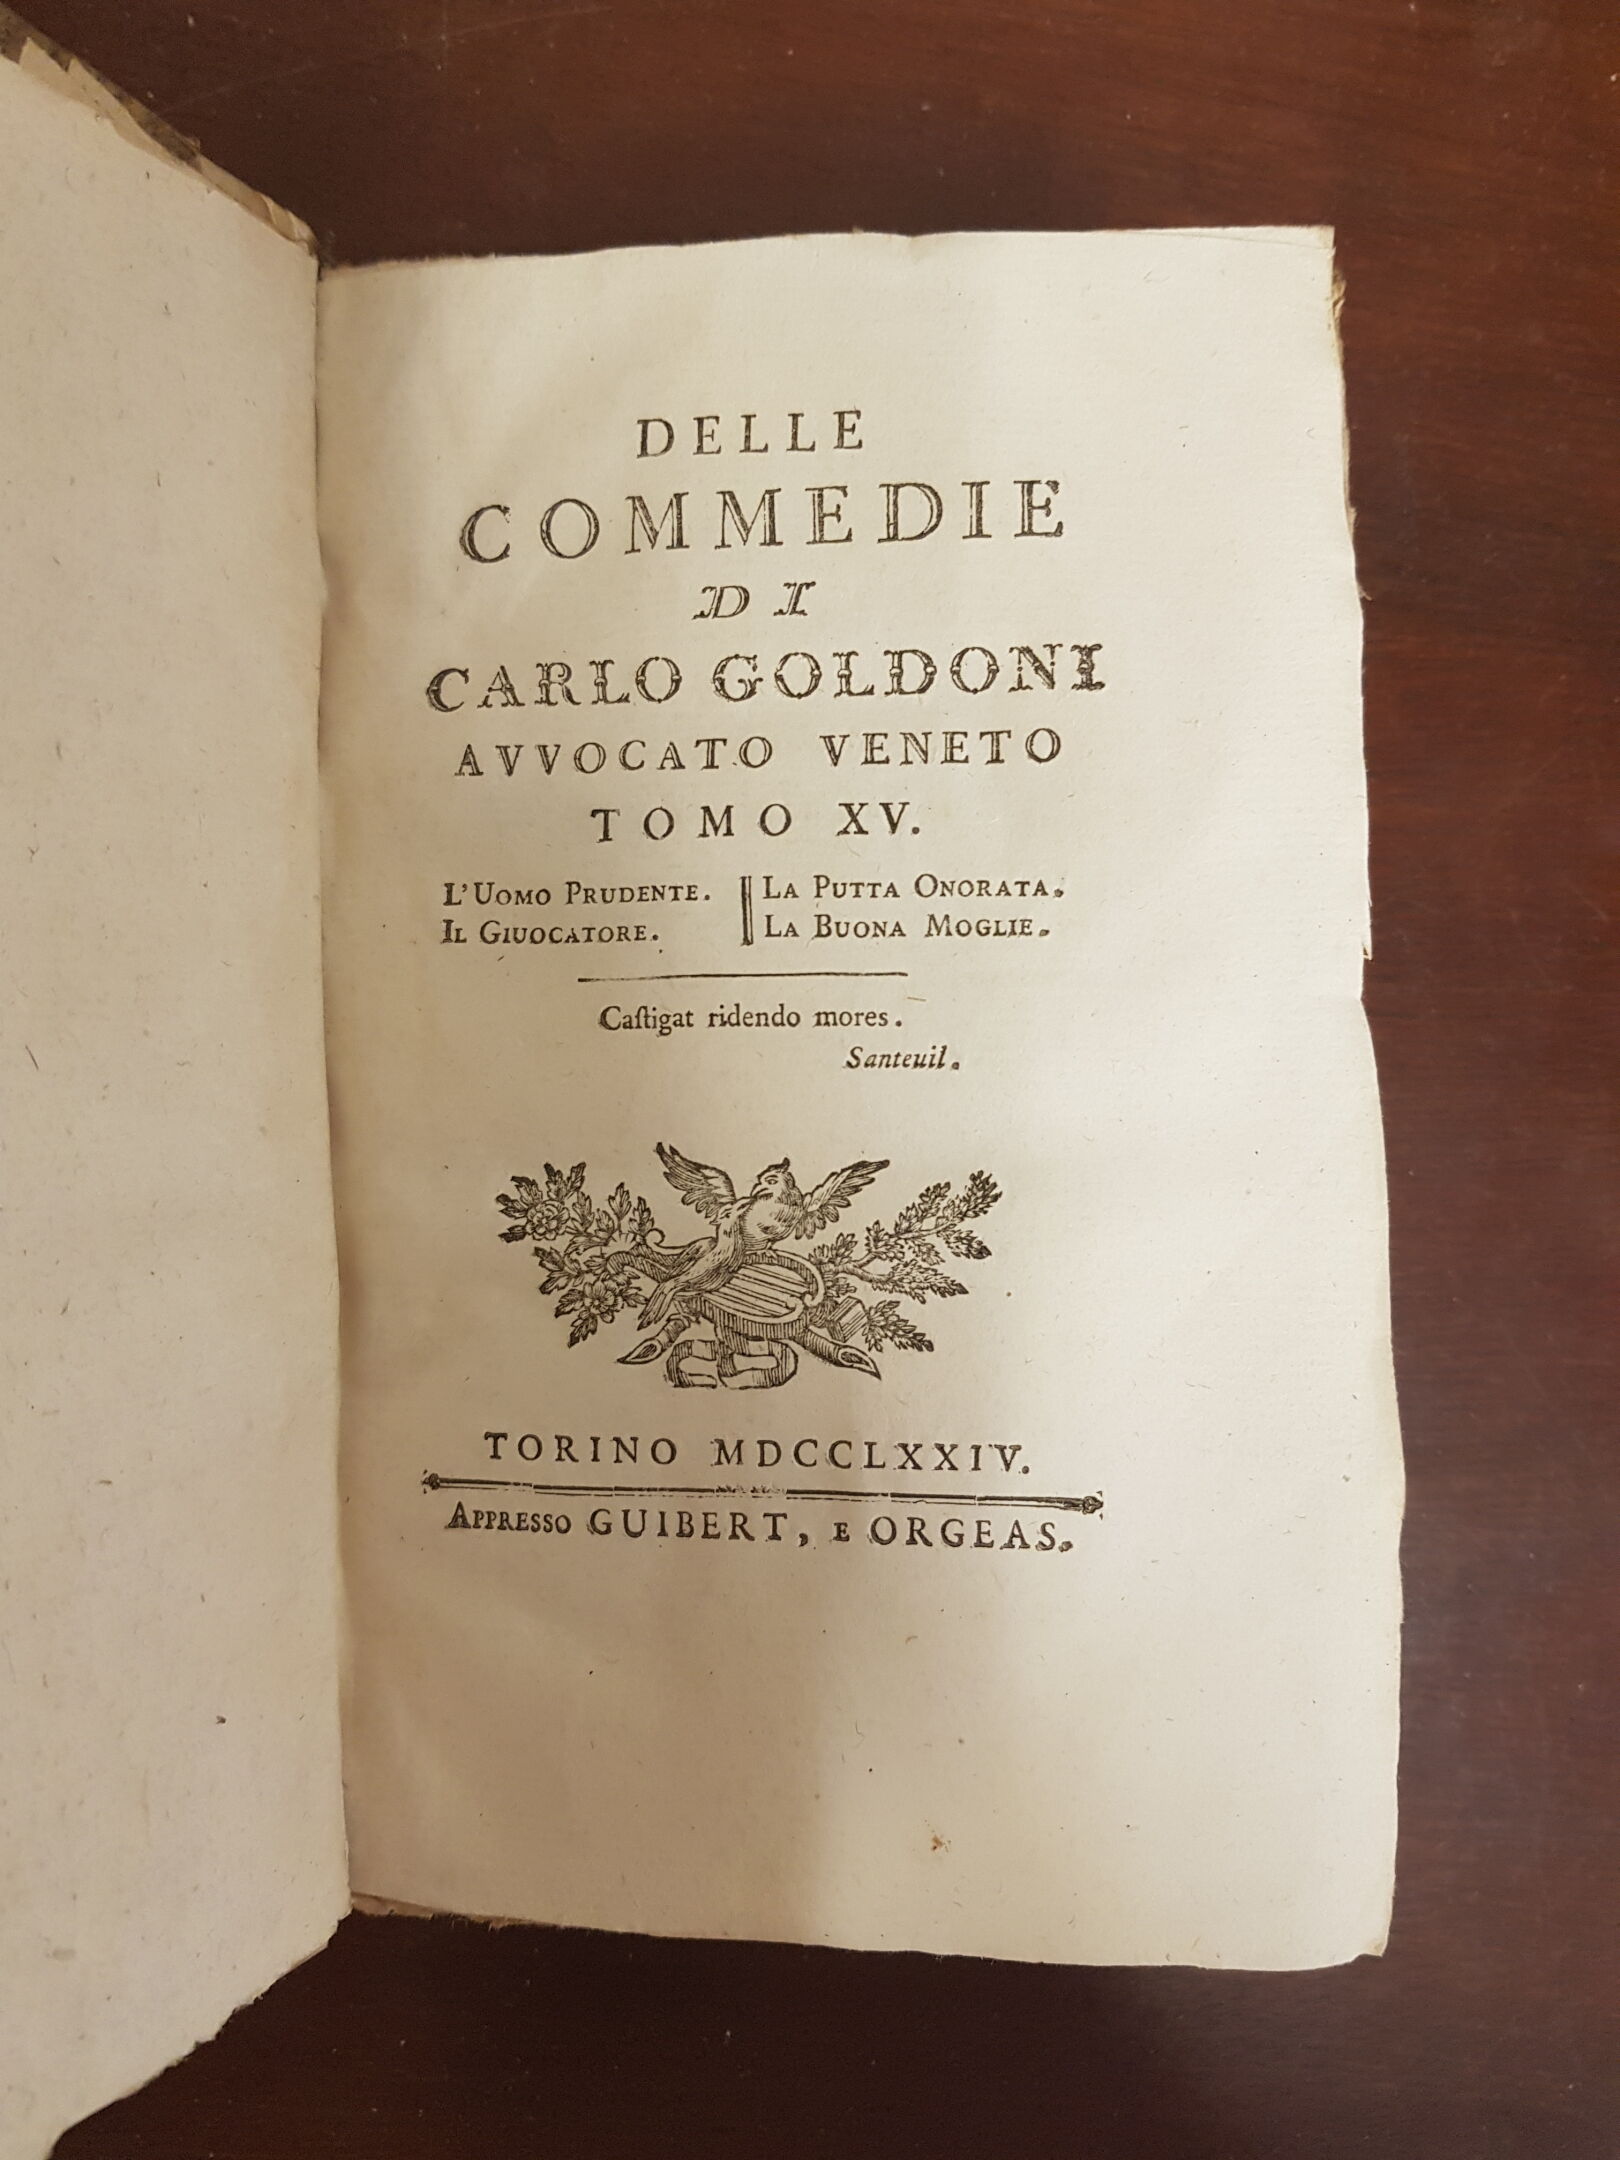 DELLE
COMMEDIE
DI
CARLO GOLDONI
AVVOCATO VENETO
TOMO XV.
L'UOMO PRUDENTE. LA PUTTA ONORATA.
IL GIUOCATORE. LA BUONA MOGLIE.
Caſtigat ridendo mores.
Santeuil.
TORINO MDCCLXXIV.
APPRESSO GUIBERT, E ORGEAS.